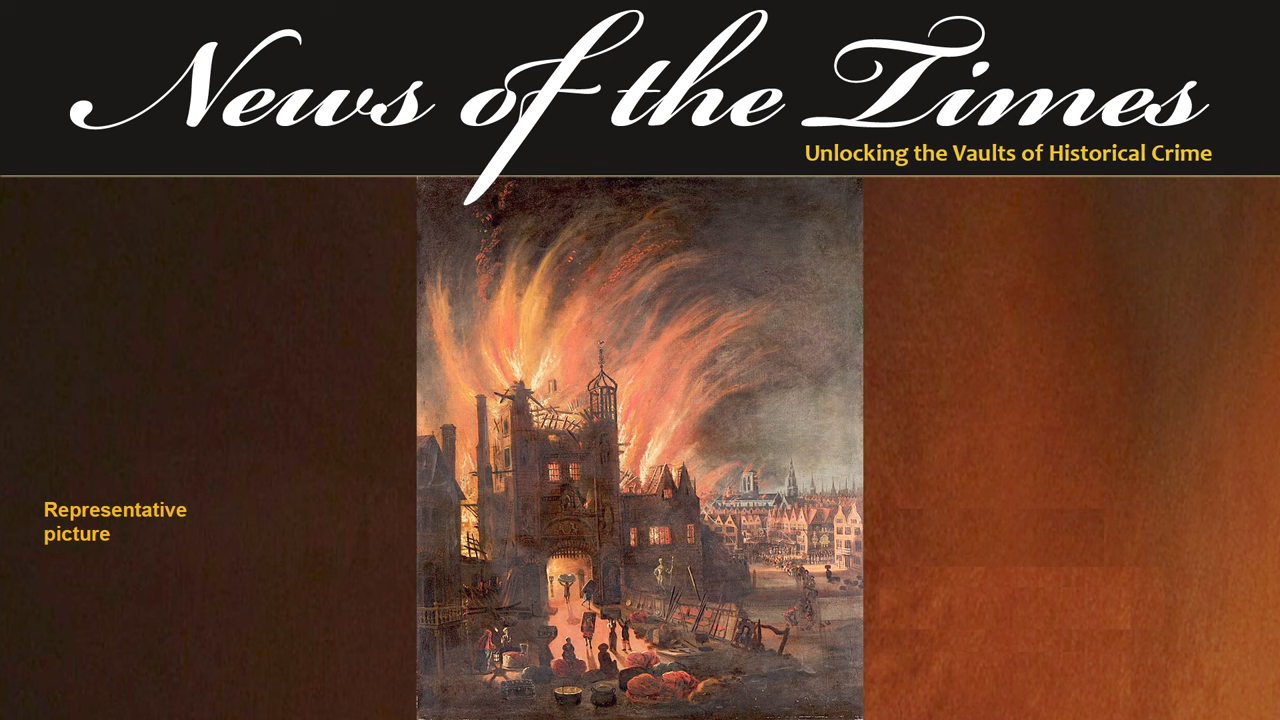 News of the Times
Unlocking the Vaults of Historical Crime
Representative
picture